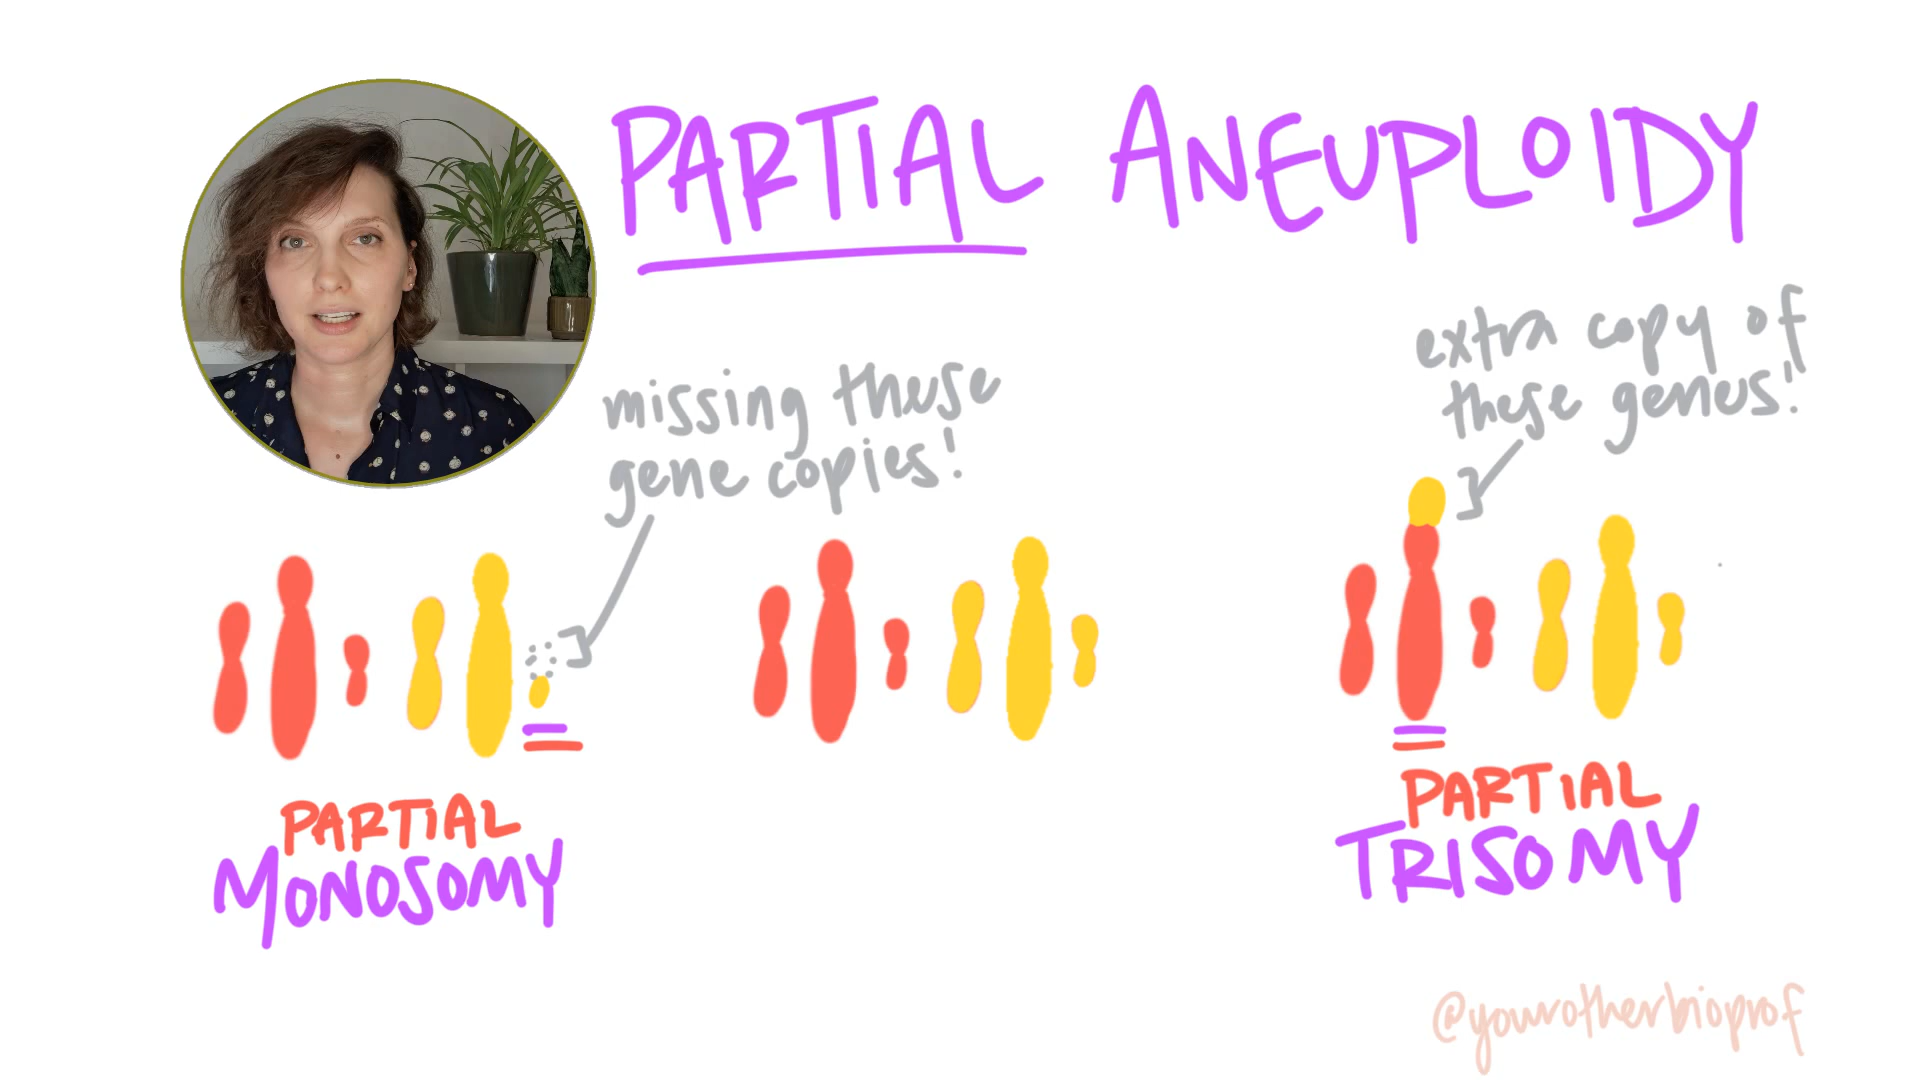 PARTIAL ANEUPLOIDY
extra copy of
these genes!
missing these
gene copies!
PARTIAL
MONOSOMY
PARTIAL
TRISOMY
@yourotherbioprof